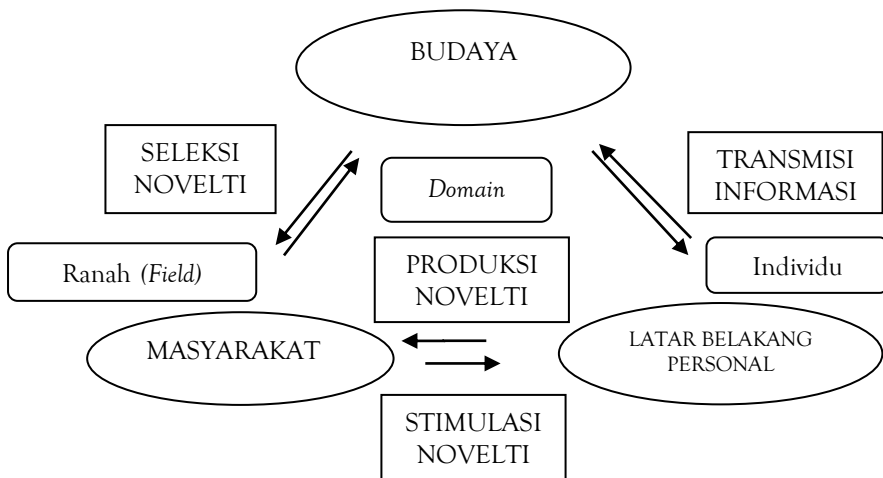 BUDAYA
SELEKSI
NOVELTI
TRANSMISI
INFORMASI
Domain
Ranah (Field)
PRODUKSI
NOVELTI
Individu
MASYARAKAT
LATAR BELAKANG
PERSONAL
STIMULASI
NOVELTI